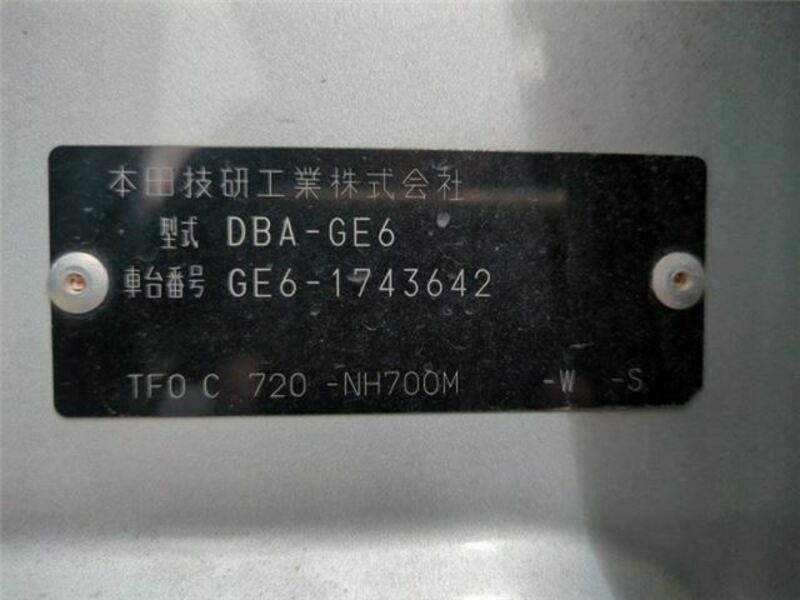 本田技研工業株式会社
型式 DBA-GE6
車台番号 GE6-1743642
TF0 C 720 -NH700M -W -S